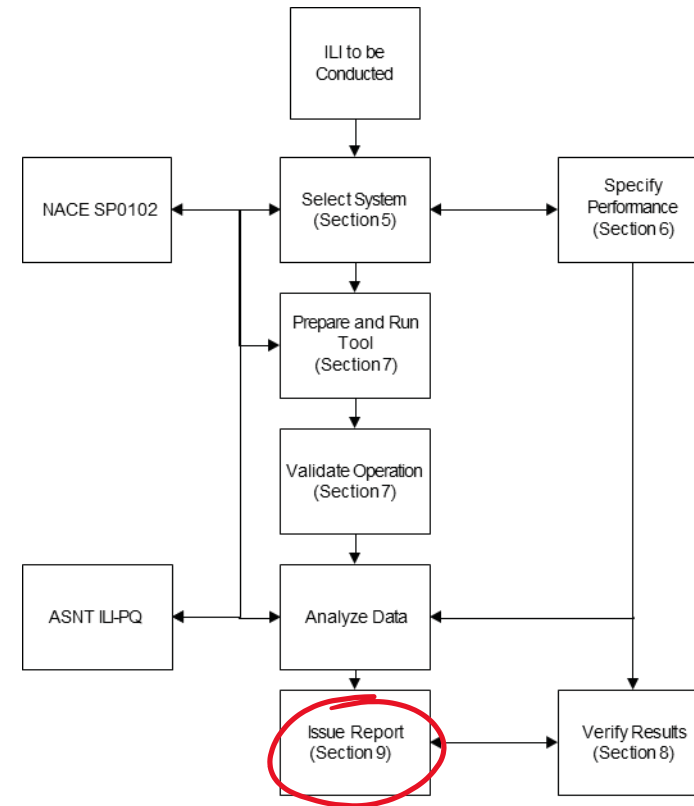 ILI to be
Conducted
NACE SP0102
Select System
(Section 5)
Specify
Performance
(Section 6)
Prepare and Run
Tool
(Section 7)
Validate Operation
(Section 7)
ASNT ILI-PQ
Analyze Data
Issue Report
(Section 9)
Verify Results
(Section 8)